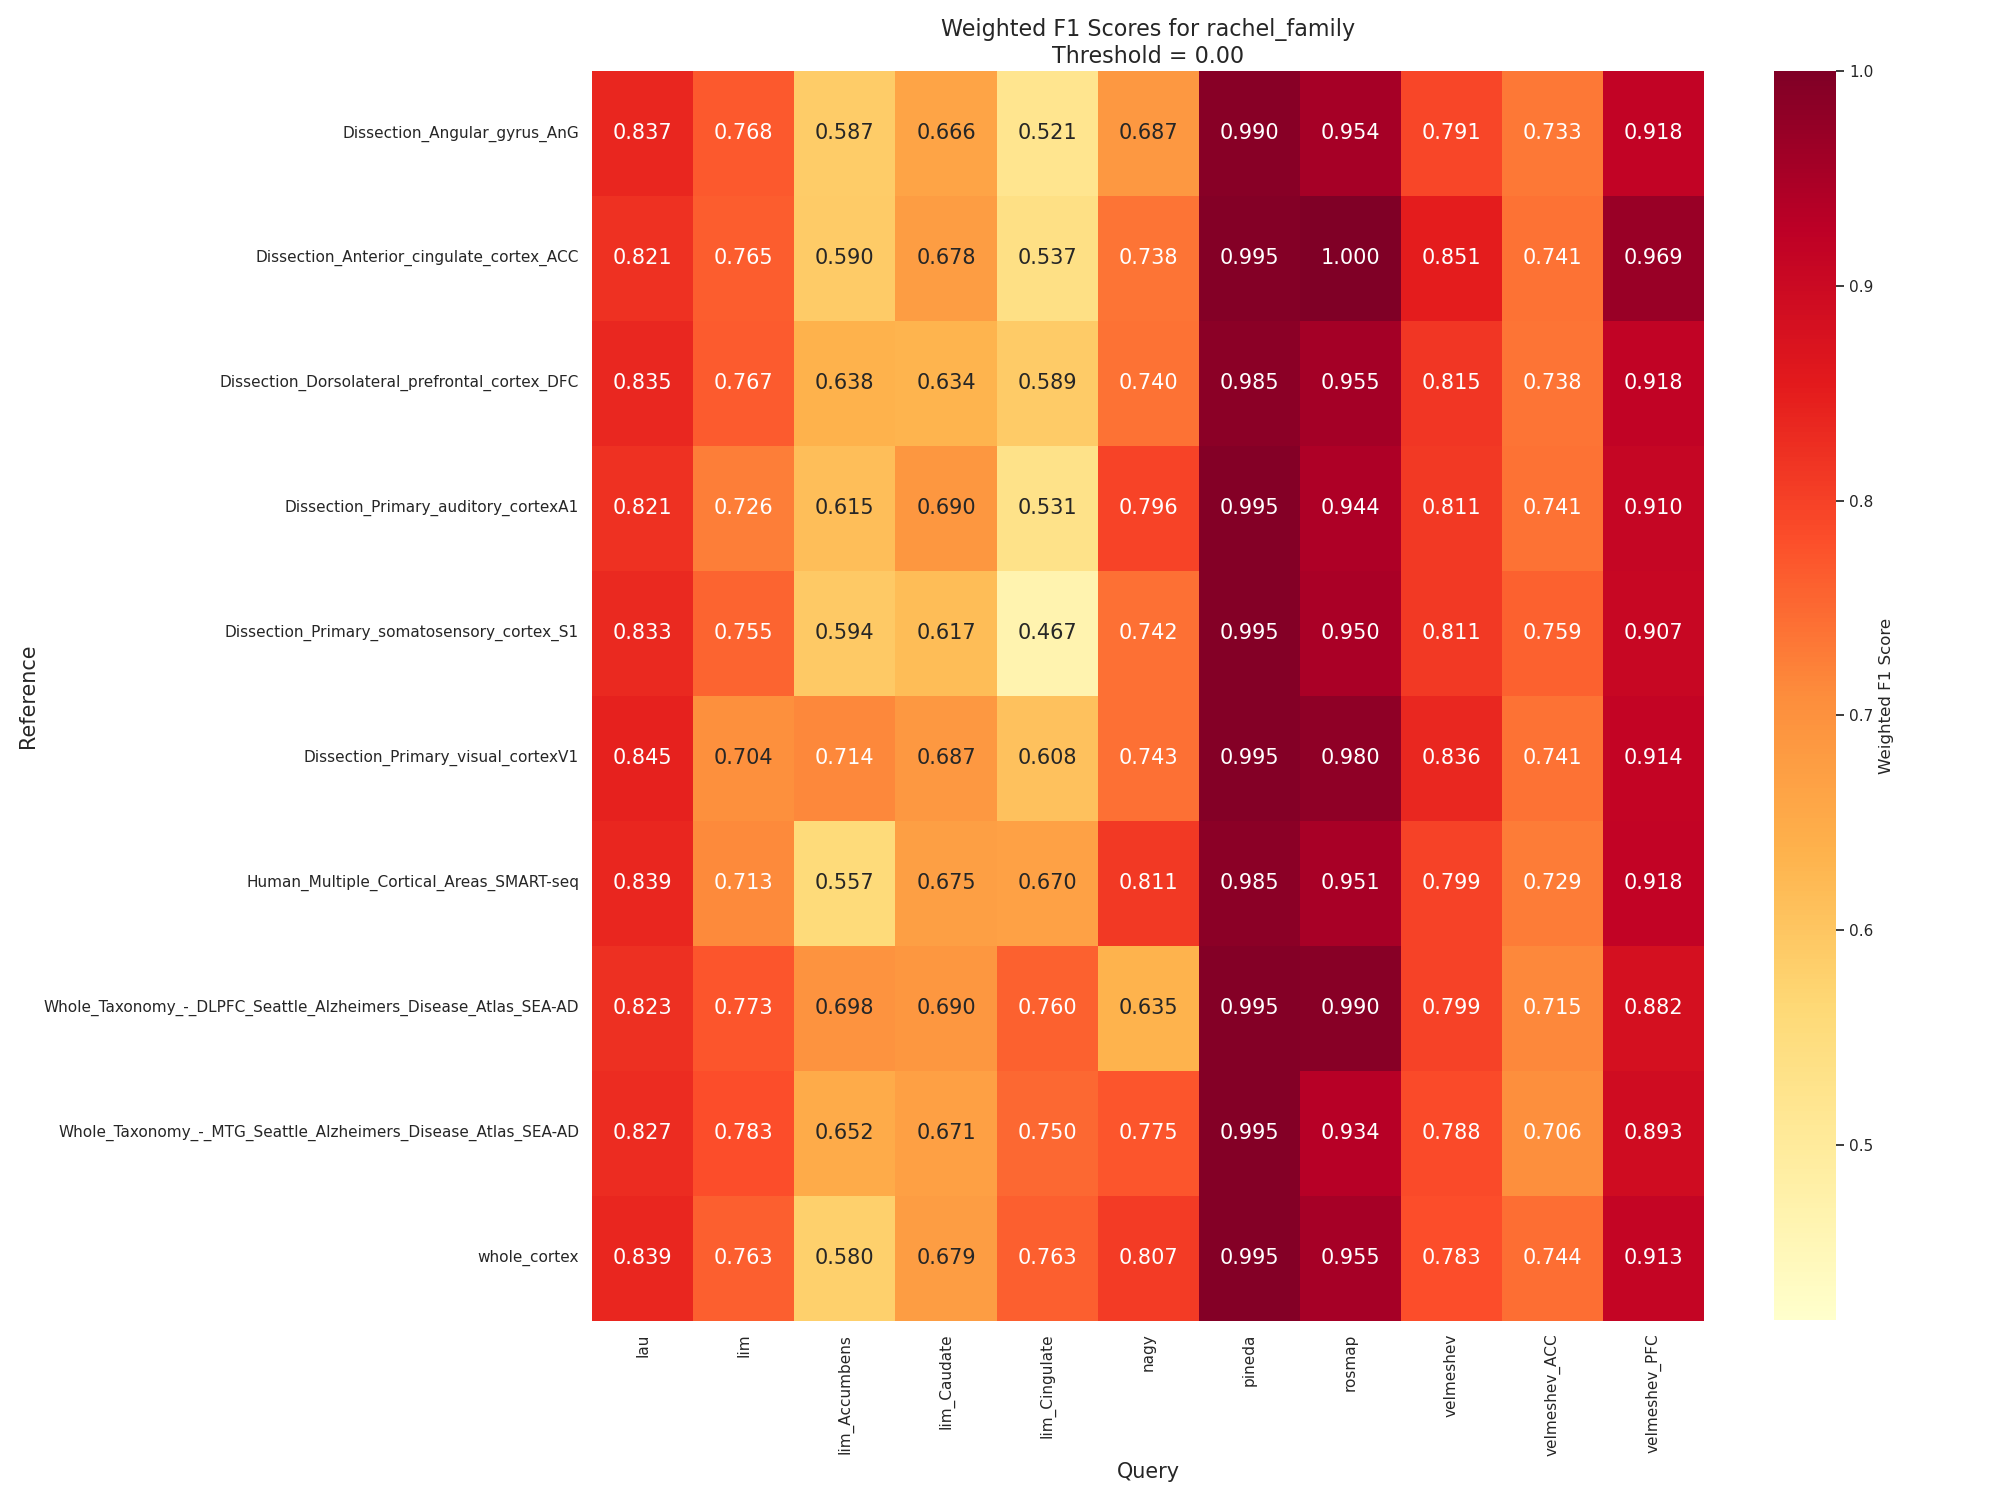 Weighted F1 Scores for rachel_family
Threshold = 0.00
Reference
Dissection_Angular_gyrus_AnG 0.837 0.768 0.587 0.666 0.521 0.687 0.990 0.954 0.791 0.733 0.918
Dissection_Anterior_cingulate_cortex_ACC 0.821 0.765 0.590 0.678 0.537 0.738 0.995 1.000 0.851 0.741 0.969
Dissection_Dorsolateral_prefrontal_cortex_DFC 0.835 0.767 0.638 0.634 0.589 0.740 0.985 0.955 0.815 0.738 0.918
Dissection_Primary_auditory_cortexA1 0.821 0.726 0.615 0.690 0.531 0.796 0.995 0.944 0.811 0.741 0.910
Dissection_Primary_somatosensory_cortex_S1 0.833 0.755 0.594 0.617 0.467 0.742 0.995 0.950 0.811 0.759 0.907
Dissection_Primary_visual_cortexV1 0.845 0.704 0.714 0.687 0.608 0.743 0.995 0.980 0.836 0.741 0.914
Human_Multiple_Cortical_Areas_SMART-seq 0.839 0.713 0.557 0.675 0.670 0.811 0.985 0.951 0.799 0.729 0.918
Whole_Taxonomy_-_DLPFC_Seattle_Alzheimers_Disease_Atlas_SEA-AD 0.823 0.773 0.698 0.690 0.760 0.635 0.995 0.990 0.799 0.715 0.882
Whole_Taxonomy_-_MTG_Seattle_Alzheimers_Disease_Atlas_SEA-AD 0.827 0.783 0.652 0.671 0.750 0.775 0.995 0.934 0.788 0.706 0.893
whole_cortex 0.839 0.763 0.580 0.679 0.763 0.807 0.995 0.955 0.783 0.744 0.913
lau
lim
lim_Accumbens
lim_Caudate
lim_Cingulate
nagy
pineda
rosmap
velmeshev
velmeshev_ACC
velmeshev_PFC
Query
1.0
0.9
0.8
0.7
0.6
0.5
Weighted F1 Score